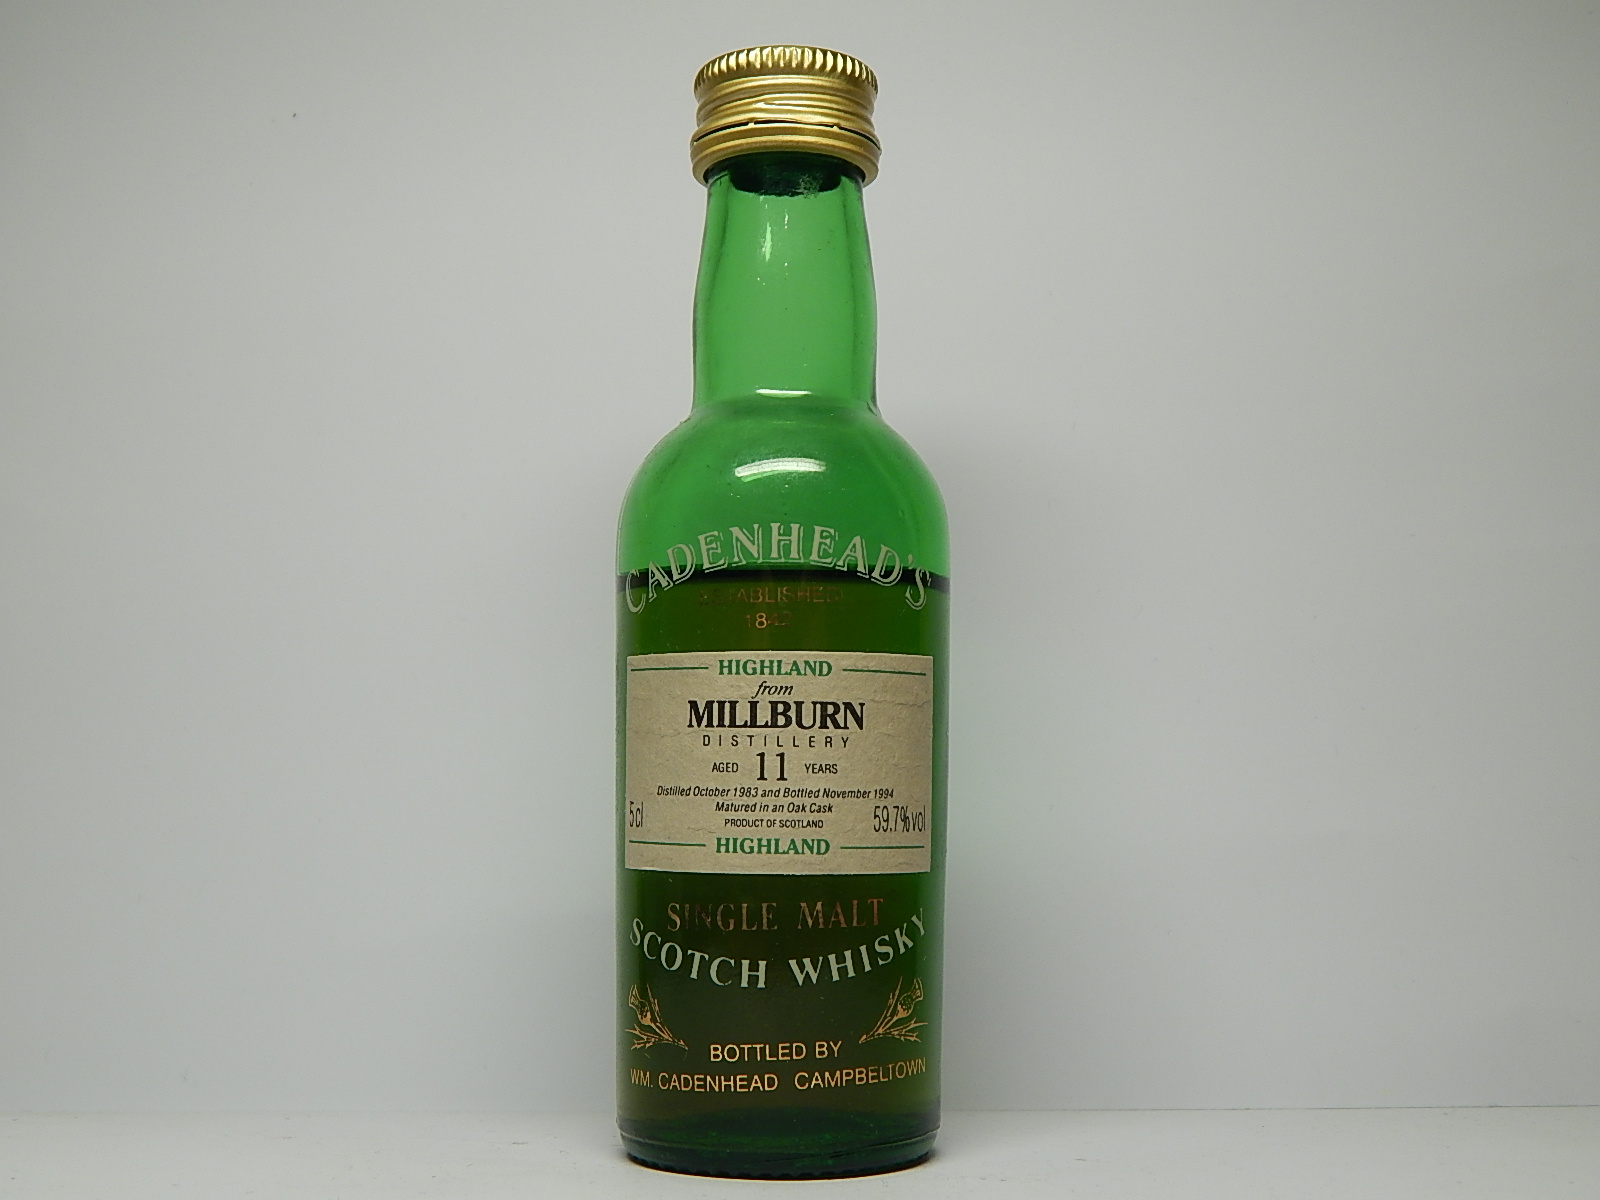 CADENHEAD'S
ESTABLISHED
1842
HIGHLAND
from
MILLBURN
DISTILLERY
AGED 11 YEARS
Distilled October 1983 and Bottled November 1994
Matured in an Oak Cask
5cl PRODUCT OF SCOTLAND 59.7%vol
HIGHLAND
SINGLE MALT
SCOTCH WHISKY
BOTTLED BY
WM. CADENHEAD CAMPBELTOWN